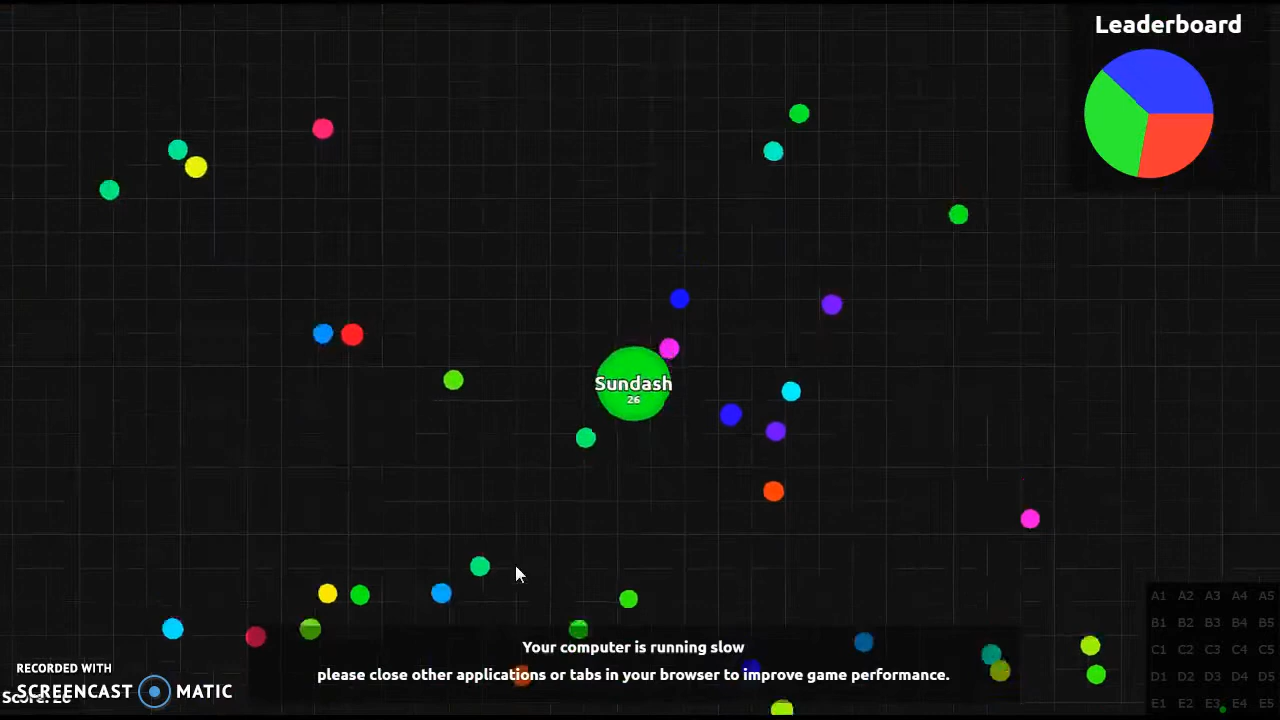 Leaderboard
Sundash
26
A1 A2 A3 A4 A5
B1 B2 B3 B4 B5
C1 C2 C3 C4 C5
D1 D2 D3 D4 D5
E1 E2 E3 E4 E5
Your computer is running slow
please close other applications or tabs in your browser to improve game performance.
RECORDED WITH
SCREENCAST MATIC
Score: 26